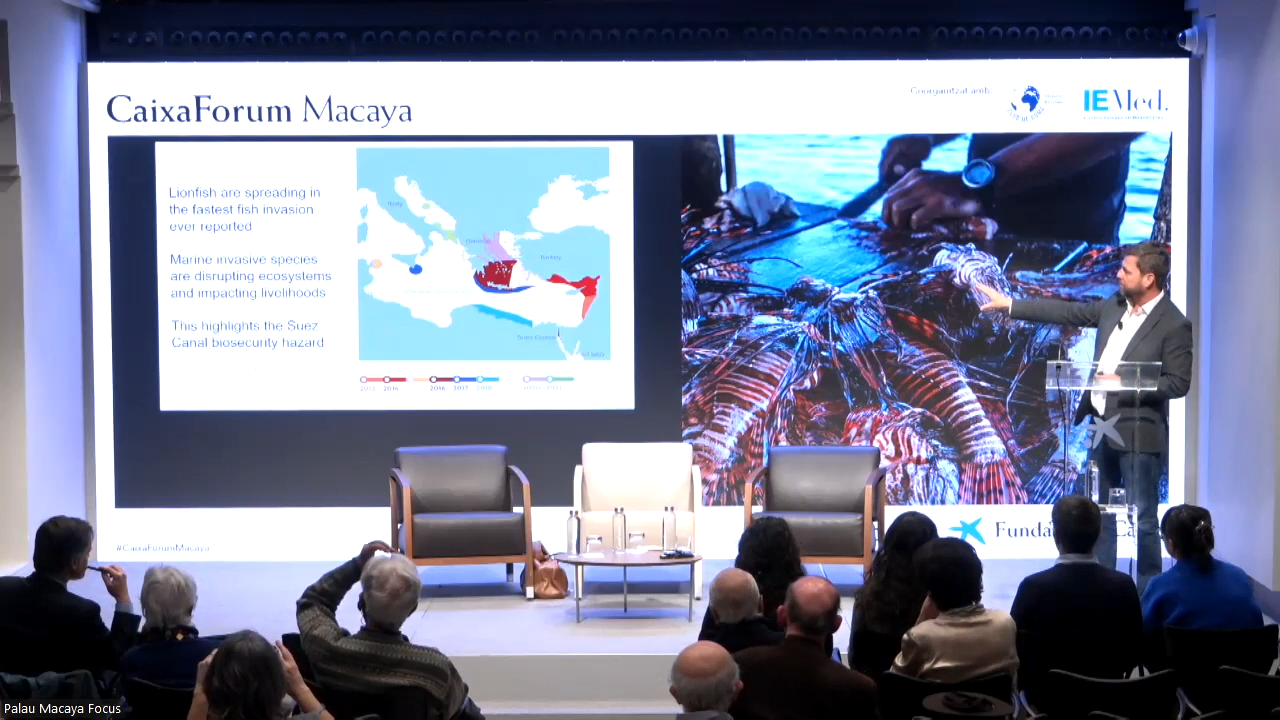 CaixaForum Macaya
Coorganitzat amb:
IEMed.
Lionfish are spreading in
the fastest fish invasion
ever reported
Marine invasive species
are disrupting ecosystems
and impacting livelihoods
This highlights the Suez
Canal biosecurity hazard
Italy
Turkey
2016
2017
#CaixaForumMacaya
Funda
Palau Macaya Focus